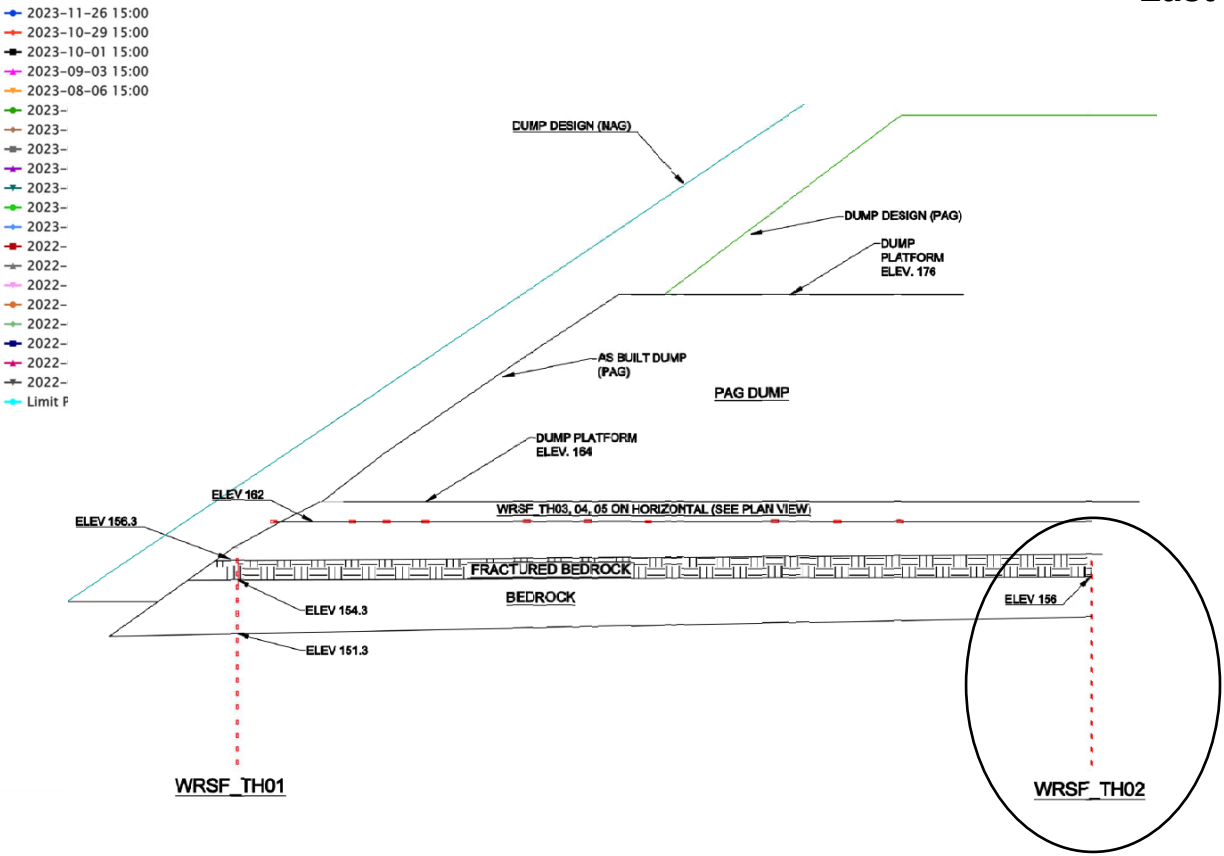 2023-11-26 15:00
2023-10-29 15:00
2023-10-01 15:00
2023-09-03 15:00
2023-08-06 15:00
2023-
2023-
2023-
2023-
2023-
2023-
2023-
2022-
2022-
2022-
2022-
2022-
2022-
2022-
2022-
Limit
DUMP DESIGN (NAG)
DUMP DESIGN (PAG)
DUMP
PLATFORM
ELEV. 176
AS BUILT DUMP
(PAG)
PAG DUMP
DUMP PLATFORM
ELEV. 164
ELEV 162
WRSF_TH03, 04, 05 ON HORIZONTAL (SEE PLAN VIEW)
ELEV 156.3
FRACTURED BEDROCK
BEDROCK
ELEV 156
ELEV 154.3
ELEV 151.3
WRSF_TH01
WRSF_TH02